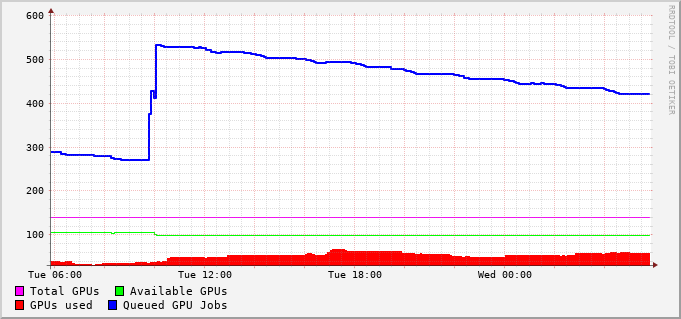 600
500
400
300
200
100
Tue 06:00 Tue 12:00 Tue 18:00 Wed 00:00
Total GPUs Available GPUs
GPUs used Queued GPU Jobs
RRDTOOL / TOBI OETIKER